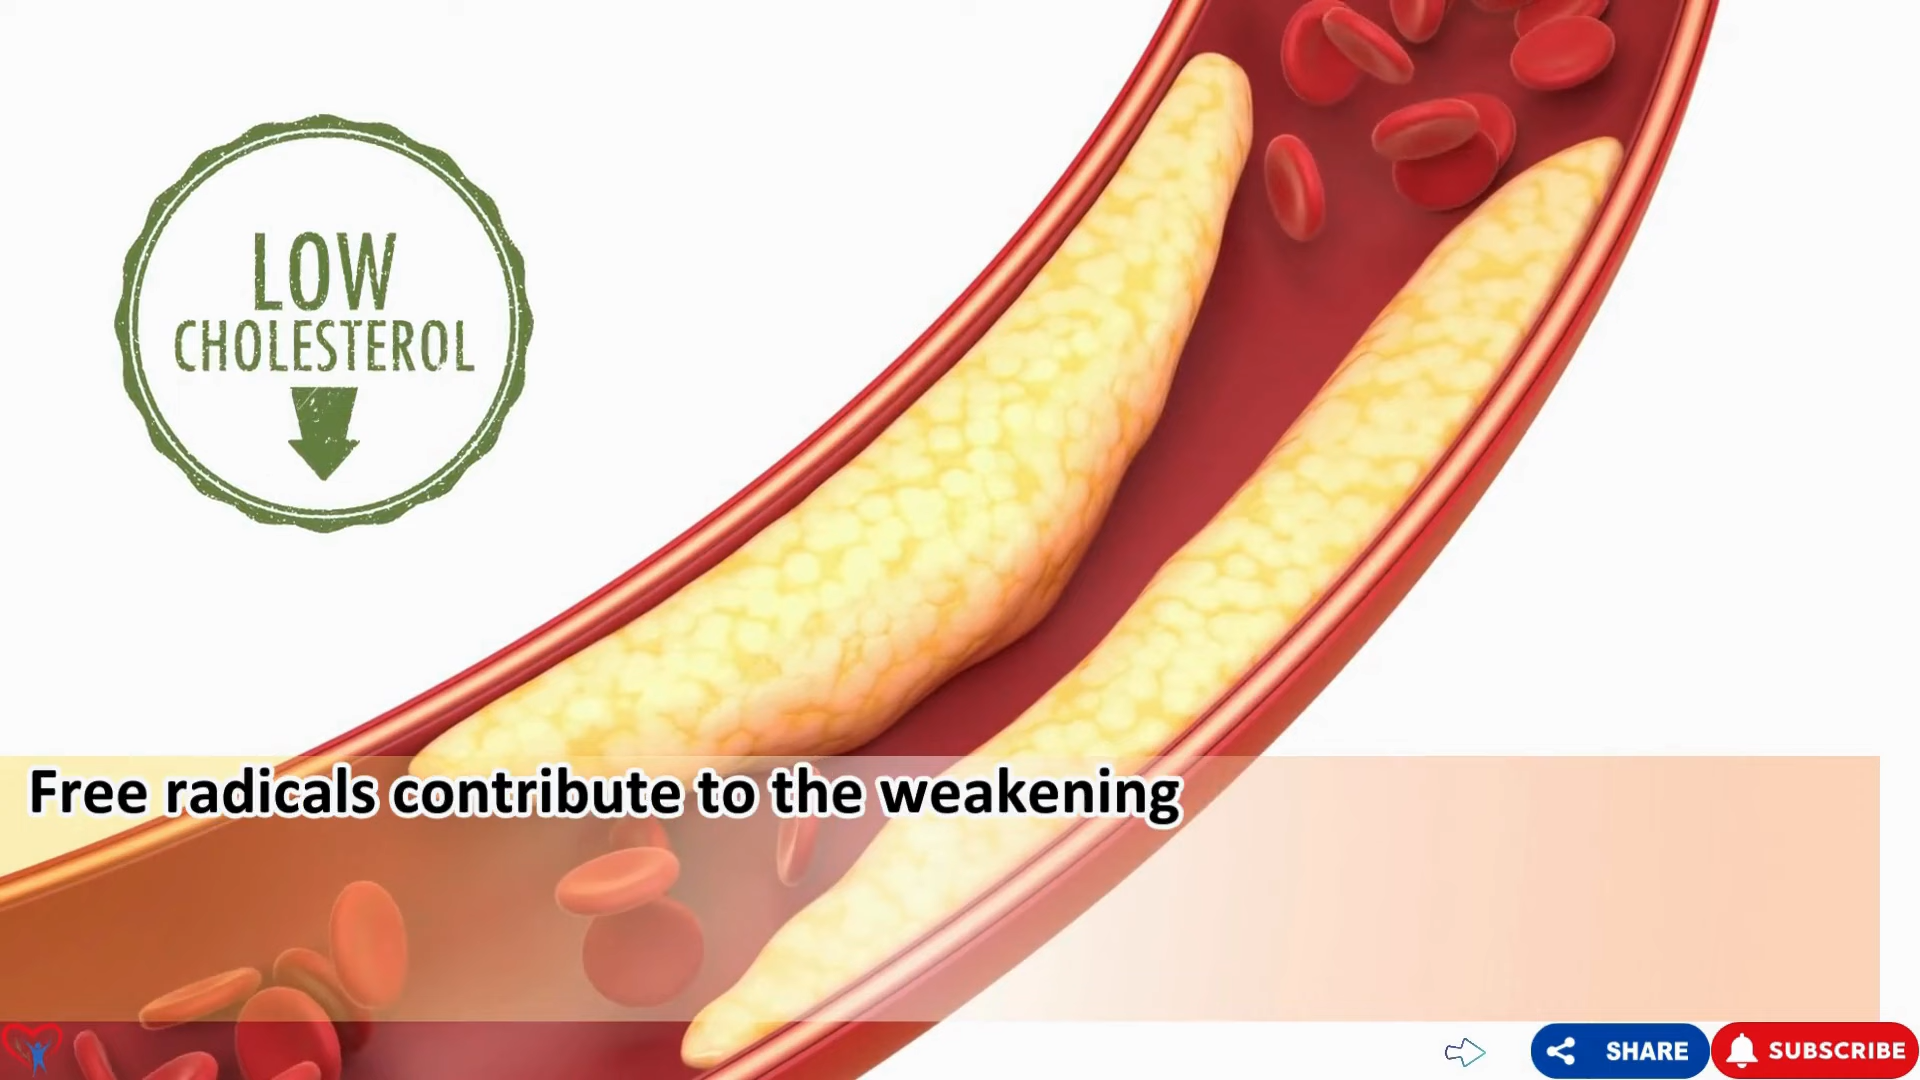 LOW
CHOLESTEROL
Free radicals contribute to the weakening
SHARE
SUBSCRIBE